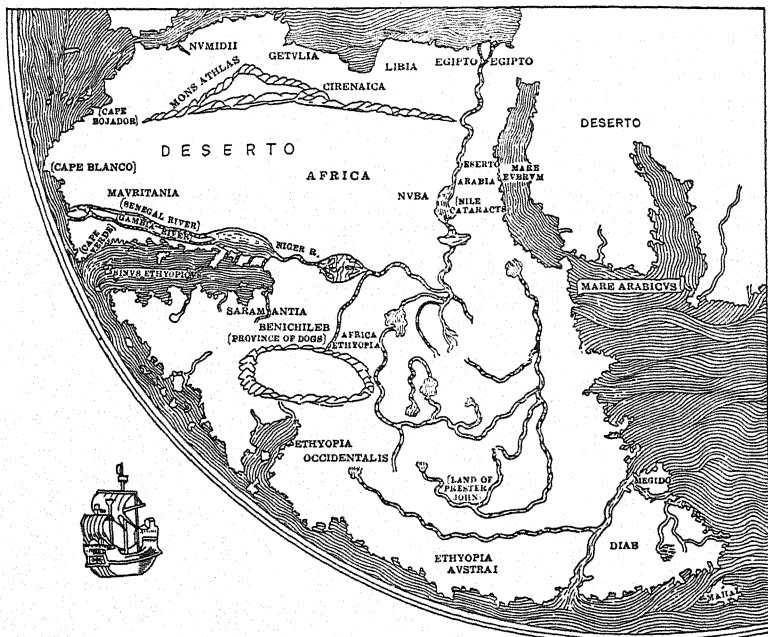 NVMIDII
GETVLIA
LIBIA
EGIPTO
EGIPTO
MONS ATHLAS
CIRENAICA
(CAPE
BOJADOR)
DESERTO
DESERTO
AFRICA
(CAPE BLANCO)
DESERTO
ARABIA
MARE
EVBRVM
NVBA
(NILE
CATARACTS
MAVRITANIA
(SENEGAL RIVER)
GAMBIA RIVER)
(CAPE
VERDE)
NIGER R.
SINVS ETHYOPICVS
MARE ARABICVS
SARAMANTIA
BENICHILEB
(PROVINCE OF DOGS)
AFRICA
ETHYOPIA
ETHYOPIA
OCCIDENTALIS
(LAND OF
PRESTER
JOHN)
MEGIDO
DIAB
ETHYOPIA
AVSTRAI